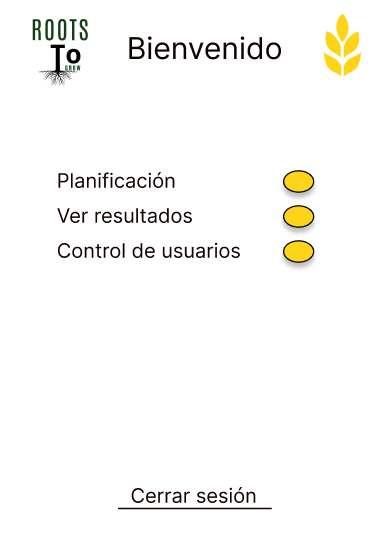 ROOTS
To
GROW
Bienvenido
Planificación
Ver resultados
Control de usuarios
Cerrar sesión